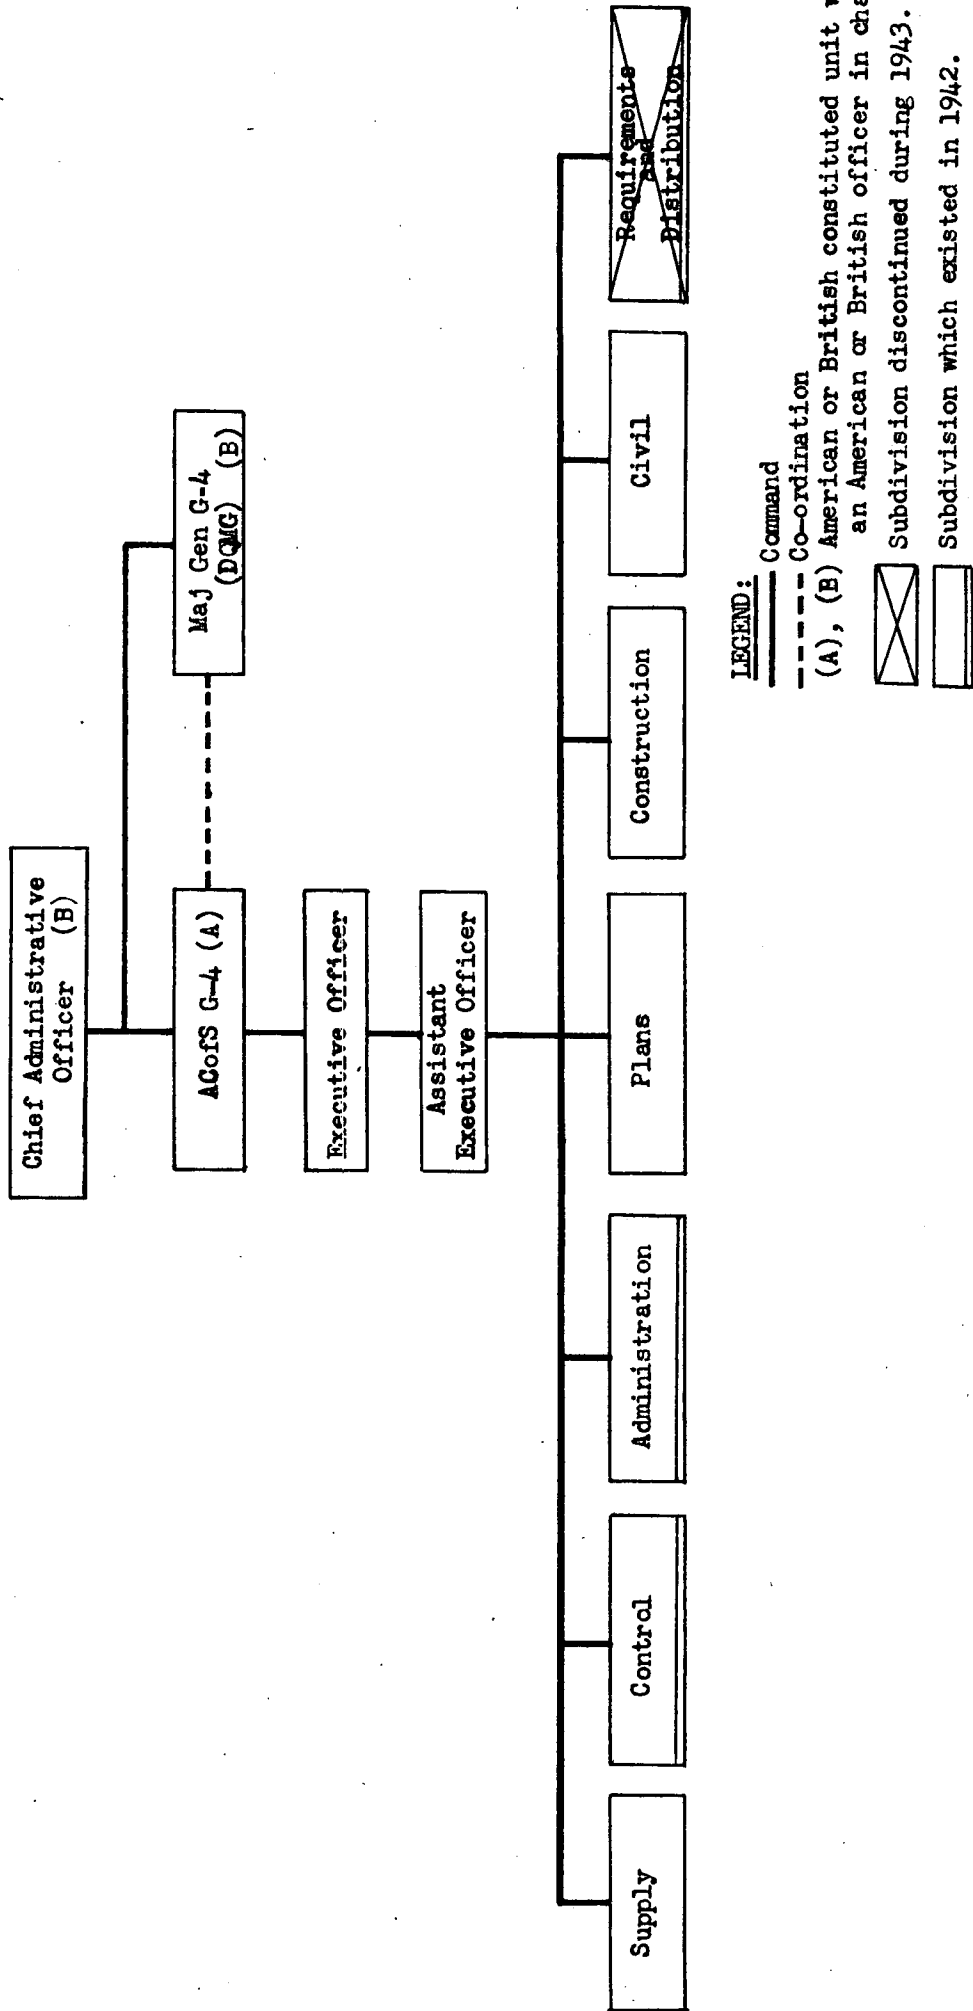 Chief Administrative
Officer (B)
ACofS G-4 (A)
Maj Gen G-4
(DQMG) (B)
Executive Officer
Assistant
Executive Officer
Supply
Control
Administration
Plans
Construction
Civil
Requirements
and
Distribution
LEGEND:
Command
Co-ordination
(A), (B) American or British constituted unit
an American or British officer in
Subdivision discontinued during 1943.
Subdivision which existed in 1942.